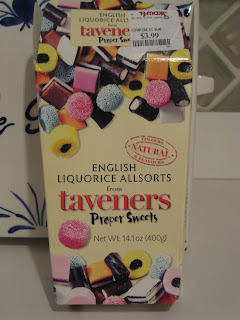 ENGLISH
LIQUORICE ALLSORTS
from
taveners
Proper Sweets
$3.99
NATURAL
ENGLISH
LIQUORICE ALLSORTS
from
taveners
Proper Sweets
Net Wt 14.1oz (400g)